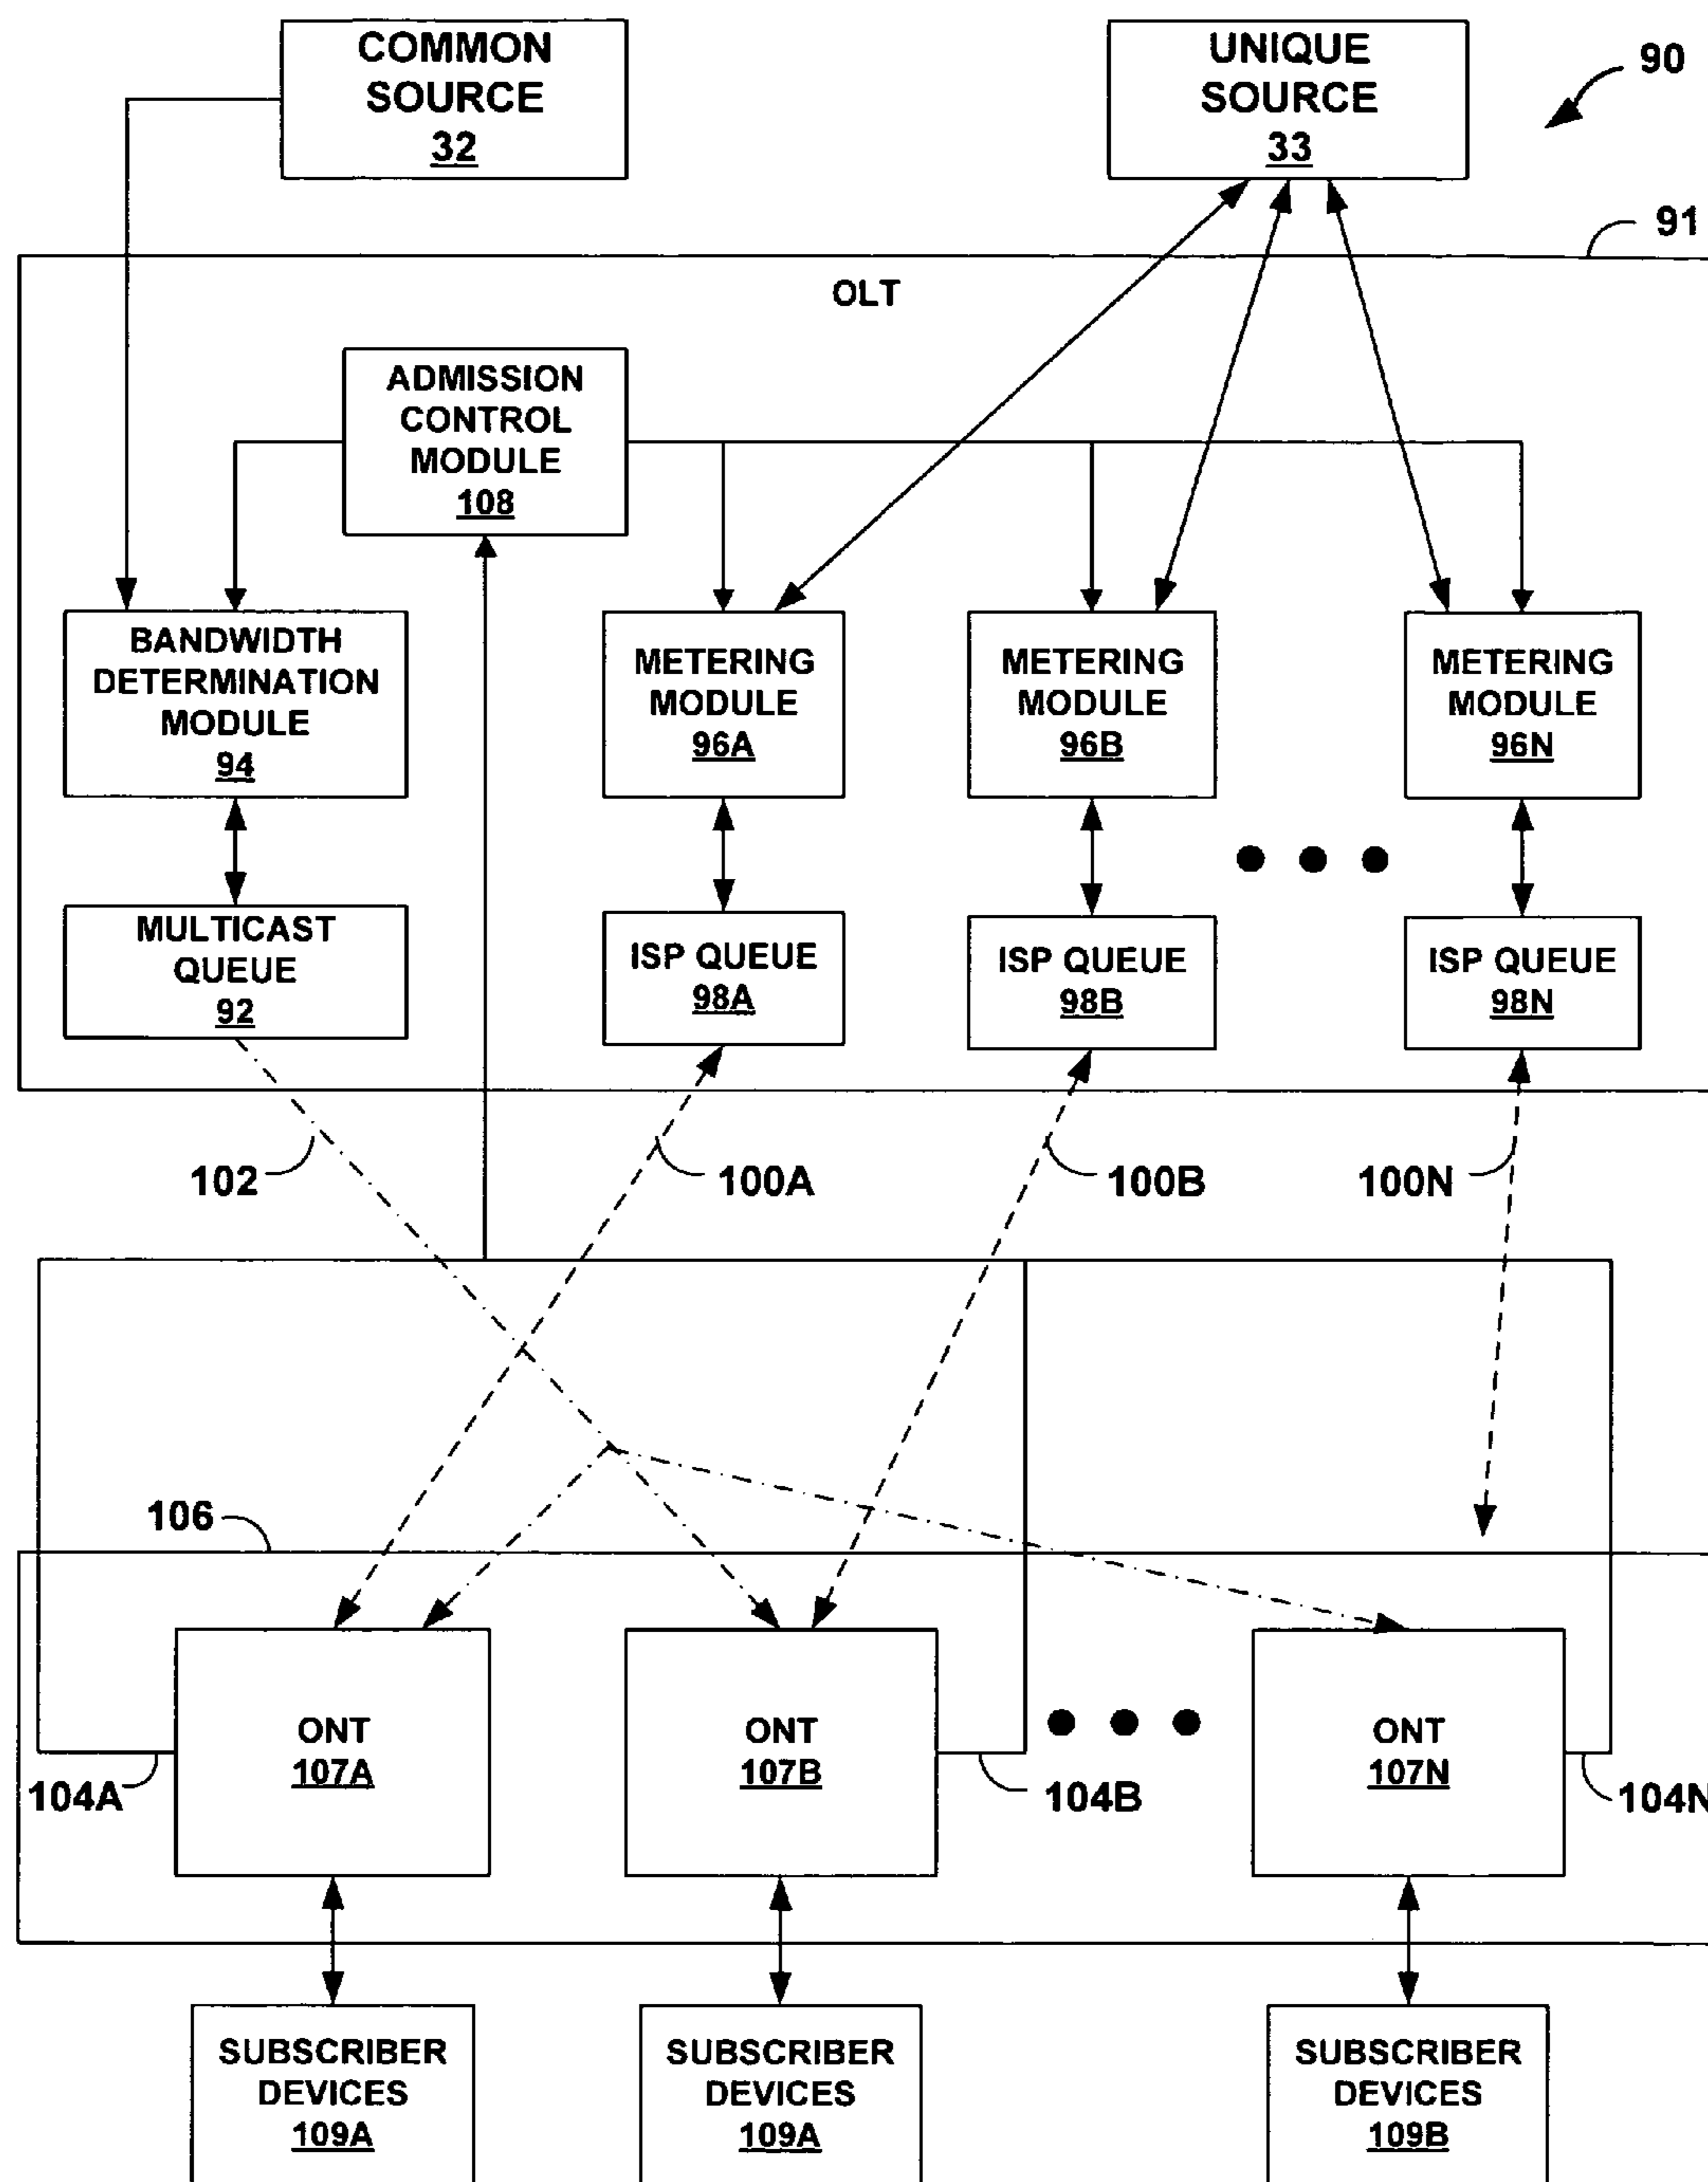 COMMON
SOURCE
32
UNIQUE
SOURCE
33
90
91
OLT
ADMISSION
CONTROL
MODULE
108
BANDWIDTH
DETERMINATION
MODULE
94
METERING
MODULE
96A
METERING
MODULE
96B
METERING
MODULE
96N
MULTICAST
QUEUE
92
ISP QUEUE
98A
ISP QUEUE
98B
ISP QUEUE
98N
102
100A
100B
100N
106
ONT
107A
ONT
107B
ONT
107N
104A
104B
104N
SUBSCRIBER
DEVICES
109A
SUBSCRIBER
DEVICES
109A
SUBSCRIBER
DEVICES
109B